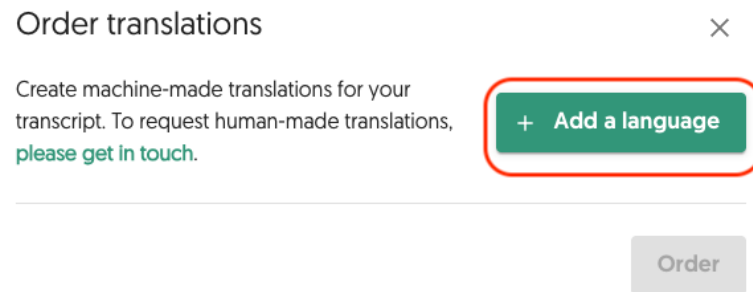 Order translations
Create machine-made translations for your
transcript. To request human-made translations,
please get in touch.
+ Add a language
Order